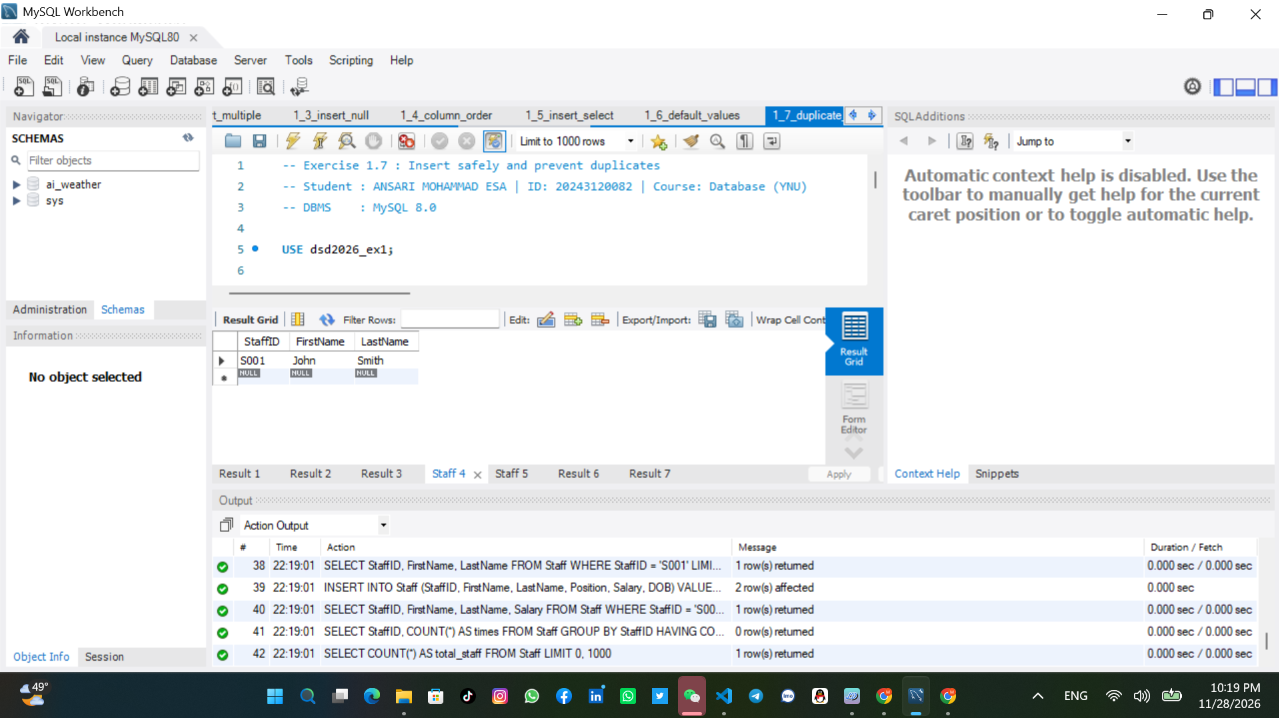 MySQL Workbench
Local instance MySQL80
File Edit View Query Database Server Tools Scripting Help
Navigator
SCHEMAS
Filter objects
ai_weather
sys
Administration Schemas
Information
No object selected
Object Info Session
t_multiple 1_3_insert_null 1_4_column_order 1_5_insert_select 1_6_default_values 1_7_duplicate
Limit to 1000 rows
1 -- Exercise 1.7 : Insert safely and prevent duplicates
2 -- Student : ANSARI MOHAMMAD ESA | ID: 20243120082 | Course: Database (YNU)
3 -- DBMS : MySQL 8.0
4
5 USE dsd2026_ex1;
6
Result Grid Filter Rows: Edit: Export/Import: Wrap Cell Cont
StaffID FirstName LastName
S001 John Smith
NULL NULL NULL
Result Grid
Form Editor
Result 1 Result 2 Result 3 Staff 4 Staff 5 Result 6 Result 7 Apply
SQLAdditions
Jump to
Automatic context help is disabled. Use the
toolbar to manually get help for the current
caret position or to toggle automatic help.
Context Help Snippets
Output
Action Output
# Time Action Message Duration / Fetch
38 22:19:01 SELECT StaffID, FirstName, LastName FROM Staff WHERE StaffID = 'S001' LIMI... 1 row(s) returned 0.000 sec / 0.000 sec
39 22:19:01 INSERT INTO Staff (StaffID, FirstName, LastName, Position, Salary, DOB) VALUE... 2 row(s) affected 0.000 sec
40 22:19:01 SELECT StaffID, FirstName, LastName, Salary FROM Staff WHERE StaffID = 'S00... 1 row(s) returned 0.000 sec / 0.000 sec
41 22:19:01 SELECT StaffID, COUNT(*) AS times FROM Staff GROUP BY StaffID HAVING CO... 0 row(s) returned 0.000 sec / 0.000 sec
42 22:19:01 SELECT COUNT(*) AS total_staff FROM Staff LIMIT 0, 1000 1 row(s) returned 0.000 sec / 0.000 sec
49°
ENG
10:19 PM
11/28/2026